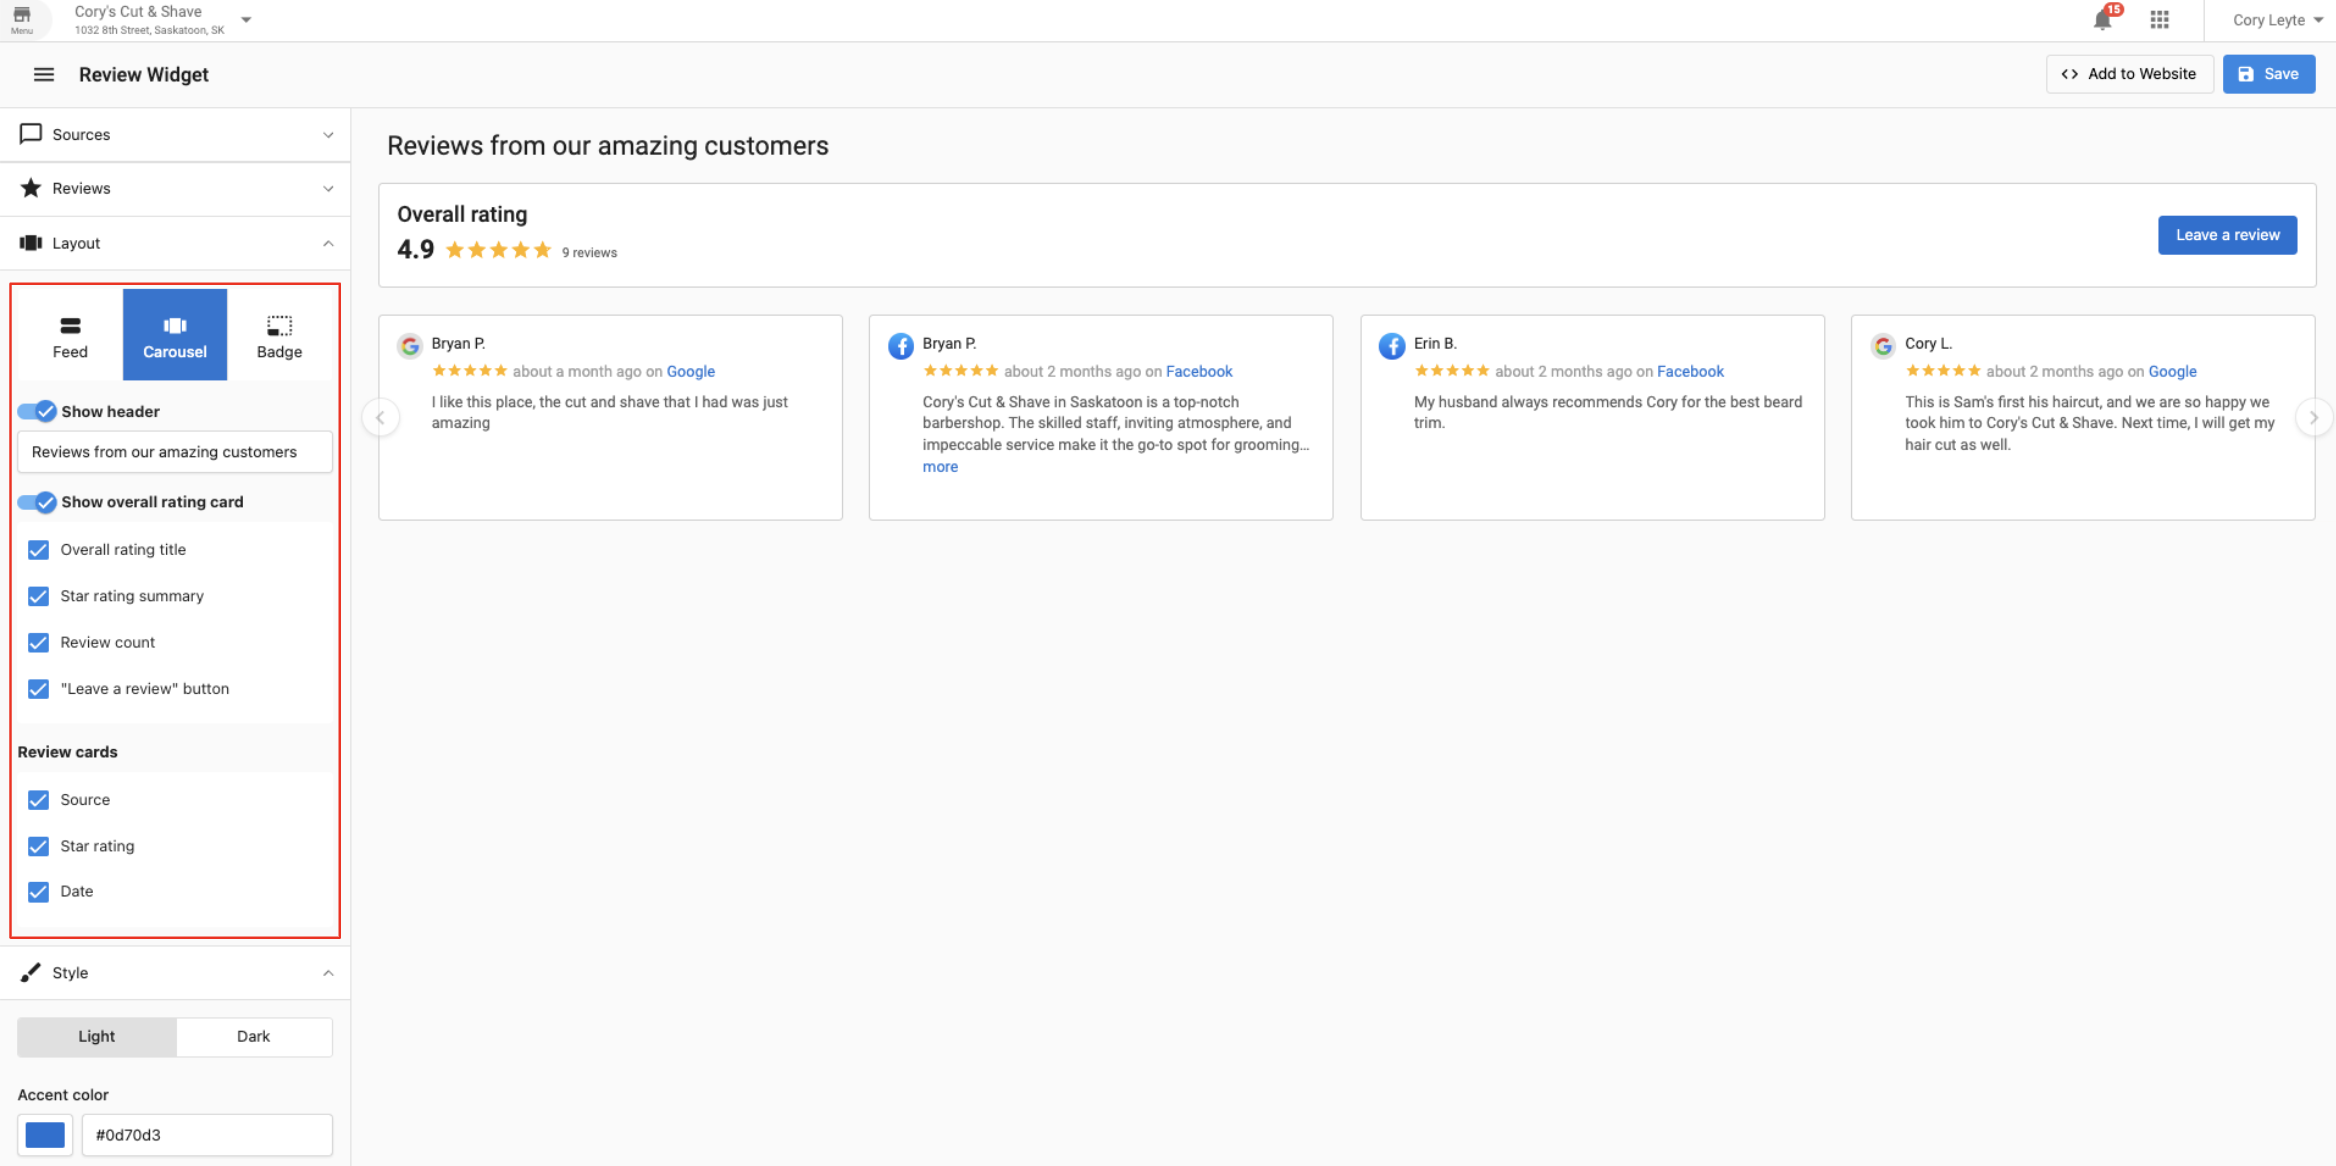 Menu
Cory's Cut & Shave
1032 8th Street, Saskatoon, SK
15
Cory Leyte
Review Widget
Add to Website
Save
Sources
Reviews
Layout
Feed
Carousel
Badge
Show header
Reviews from our amazing customers
Show overall rating card
Overall rating title
Star rating summary
Review count
"Leave a review" button
Review cards
Source
Star rating
Date
Style
Light
Dark
Accent color
#0d70d3
Reviews from our amazing customers
Overall rating
4.9
9 reviews
Leave a review
Bryan P.
about a month ago on Google
I like this place, the cut and shave that I had was just
amazing
Bryan P.
about 2 months ago on Facebook
Cory's Cut & Shave in Saskatoon is a top-notch
barbershop. The skilled staff, inviting atmosphere, and
impeccable service make it the go-to spot for grooming...
more
Erin B.
about 2 months ago on Facebook
My husband always recommends Cory for the best beard
trim.
Cory L.
about 2 months ago on Google
This is Sam's first his haircut, and we are so happy we
took him to Cory's Cut & Shave. Next time, I will get my
hair cut as well.